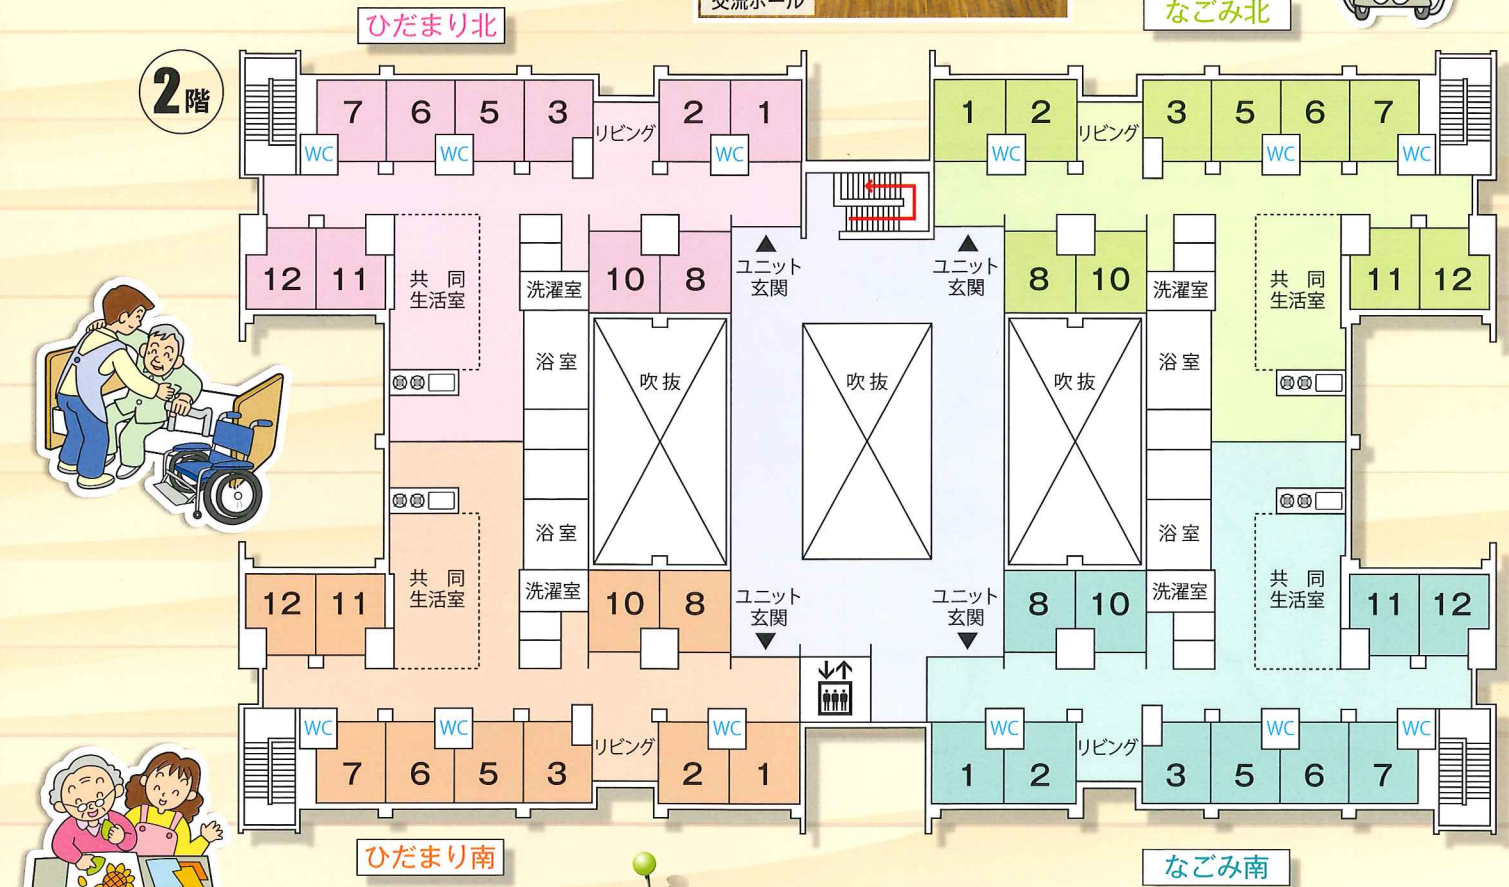 交流ホール
ひだまり北
なごみ北
2階
7 6 5 3 リビング 2 1
WC WC WC
1 2 リビング 3 5 6 7
WC WC WC
12 11
共同
生活室
洗濯室
10 8
ユニット
玄関
ユニット
玄関
8 10
洗濯室
共同
生活室
11 12
浴室
吹抜
吹抜
吹抜
浴室
浴室
浴室
12 11
共同
生活室
洗濯室
10 8
ユニット
玄関
ユニット
玄関
8 10
洗濯室
共同
生活室
11 12
WC WC WC
7 6 5 3 リビング 2 1
WC WC WC
1 2 リビング 3 5 6 7
ひだまり南
なごみ南